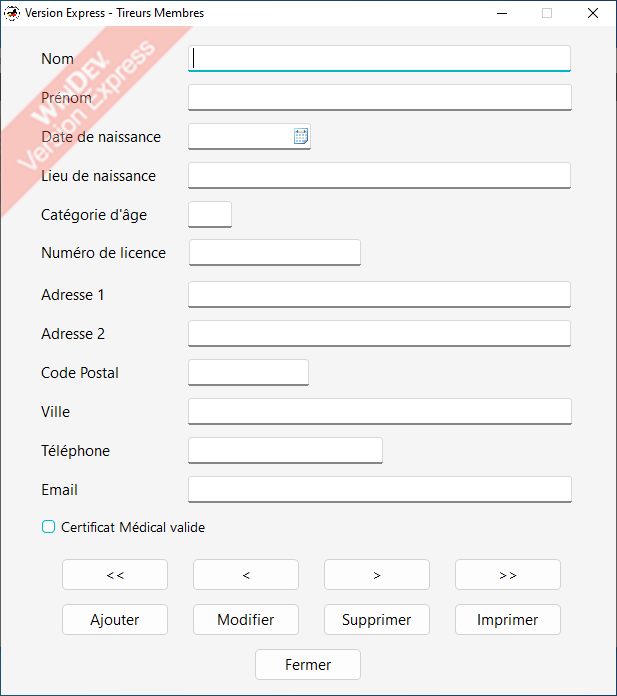 Version Express - Tireurs Membres
WINDEV
Version Express
Nom
Prénom
Date de naissance
Lieu de naissance
Catégorie d'âge
Numéro de licence
Adresse 1
Adresse 2
Code Postal
Ville
Téléphone
Email
Certificat Médical valide
<< < > >>
Ajouter Modifier Supprimer Imprimer
Fermer